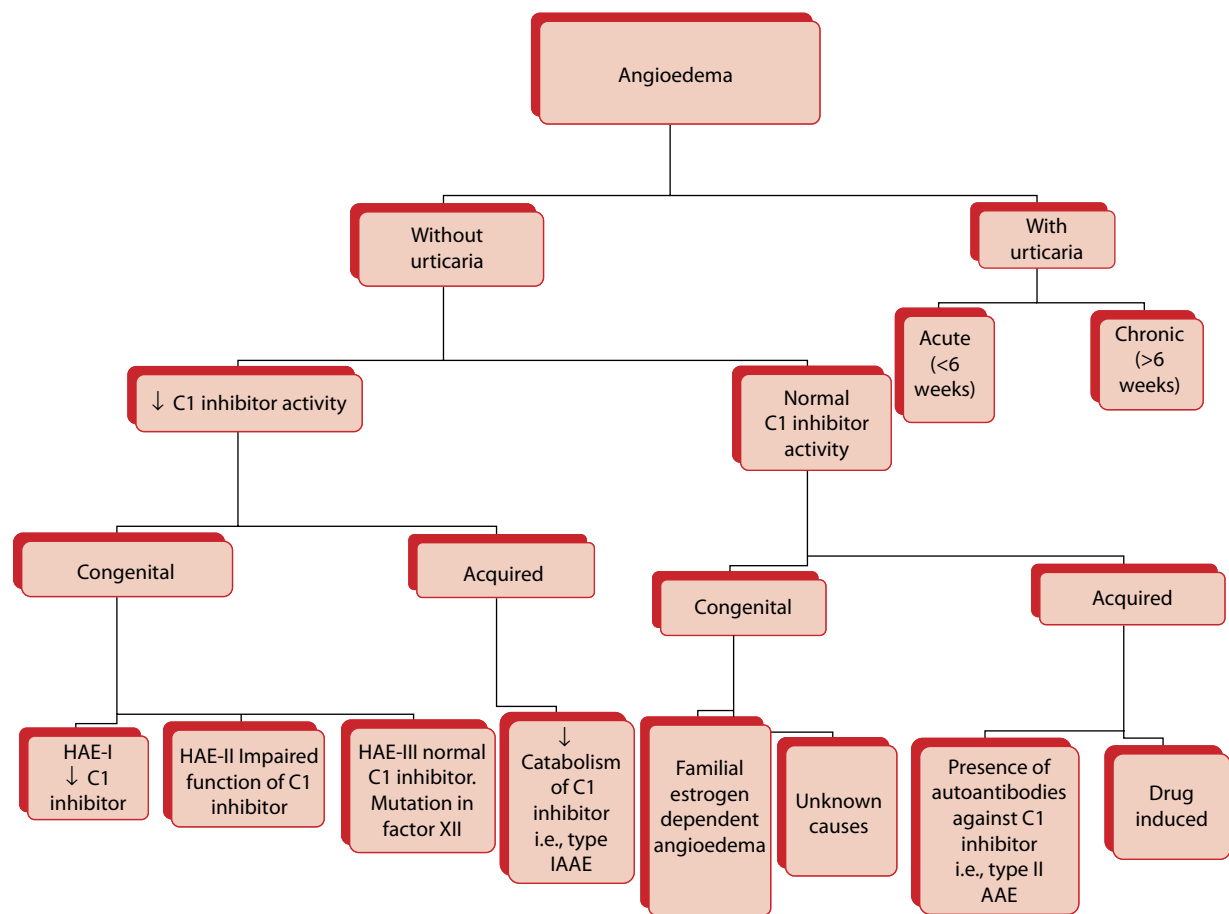 Angioedema
Without
urticaria
With
urticaria
Acute
(<6
weeks)
Chronic
(>6
weeks)
↓ C1 inhibitor activity
Normal
C1 inhibitor
activity
Congenital
Acquired
Congenital
Acquired
HAE-I
↓ C1
inhibitor
HAE-II Impaired
function of C1
inhibitor
HAE-III normal
C1 inhibitor.
Mutation in
factor XII
↓
Catabolism
of C1
inhibitor
i.e., type
IAAE
Familial
estrogen
dependent
angioedema
Unknown
causes
Presence of
autoantibodies
against C1
inhibitor
i.e., type II
AAE
Drug
induced